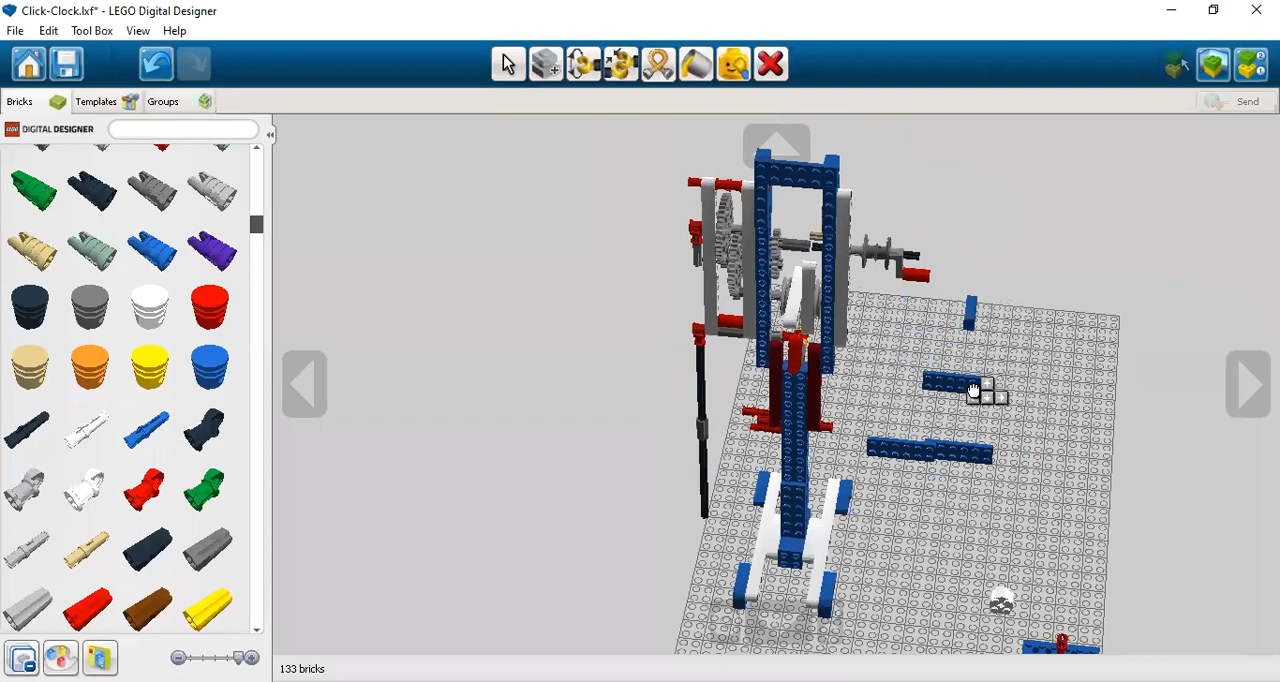 Click-Clock.lxf* - LEGO Digital Designer
File Edit Tool Box View Help
Bricks Templates Groups Send
LEGO DIGITAL DESIGNER
133 bricks